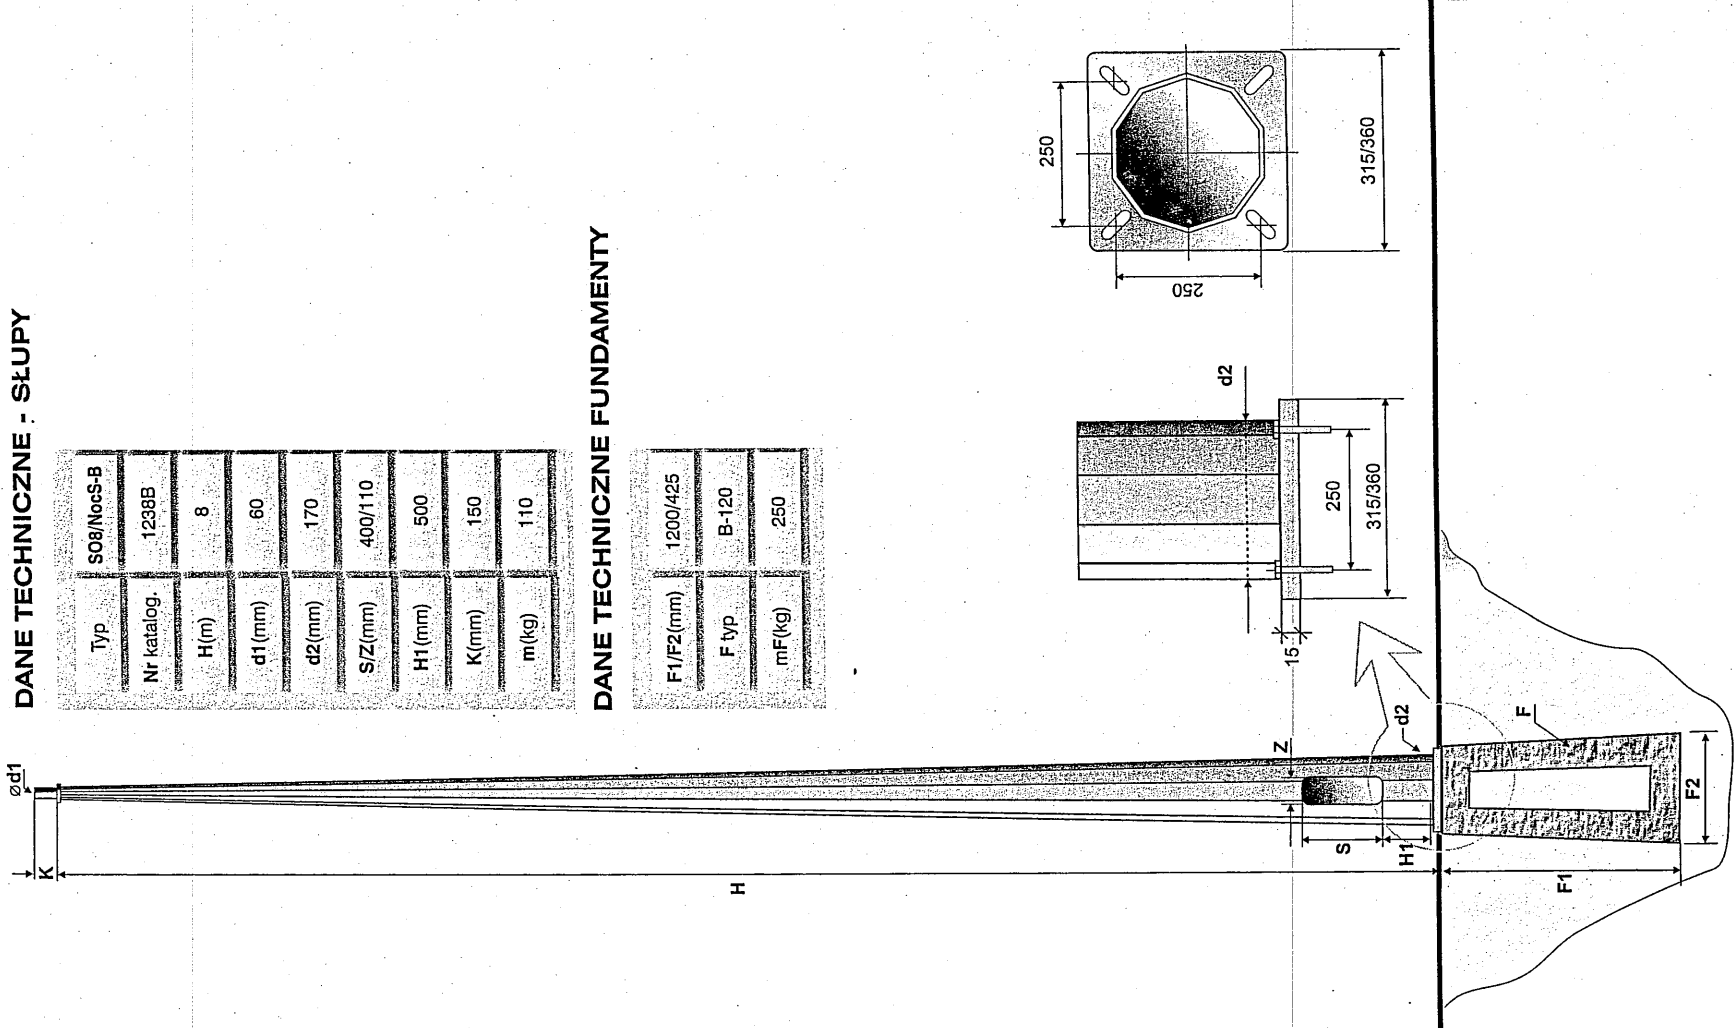 DANE TECHNICZNE - SŁUPY
Typ SO8/NocS-B
Nr katalog. 1238B
H(m) 8
d1(mm) 60
d2(mm) 170
S/Z(mm) 400/110
H1(mm) 500
K(mm) 150
m(kg) 110
DANE TECHNICZNE FUNDAMENTY
F1/F2(mm) 1200/425
F typ B-120
mF(kg) 250
Ød1
K
H
Z
S
H1
d2
F
F1
F2
d2
15
250
315/360
250
250
315/360